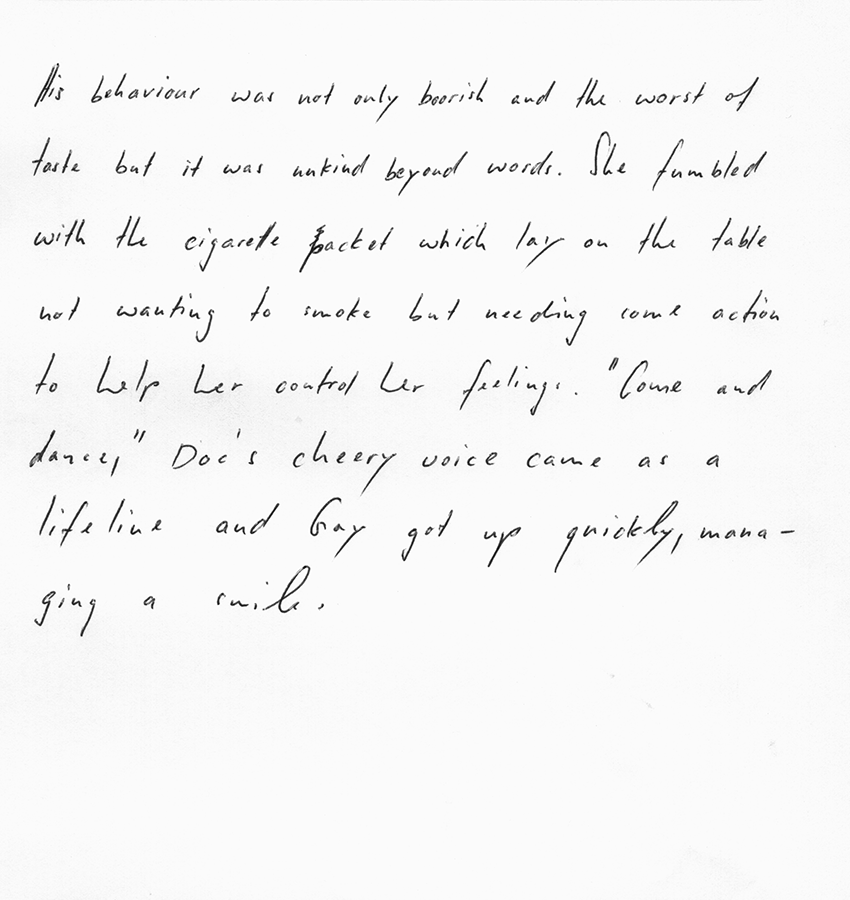 His behaviour was not only boorish and the worst of
taste but it was unkind beyond words. She fumbled
with the cigarette packet which lay on the table
not wanting to smoke but needing some action
to help her control her feelings. "Come and
dance," Doc's cheery voice came as a
lifeline and Gay got up quickly, mana-
ging a smile.